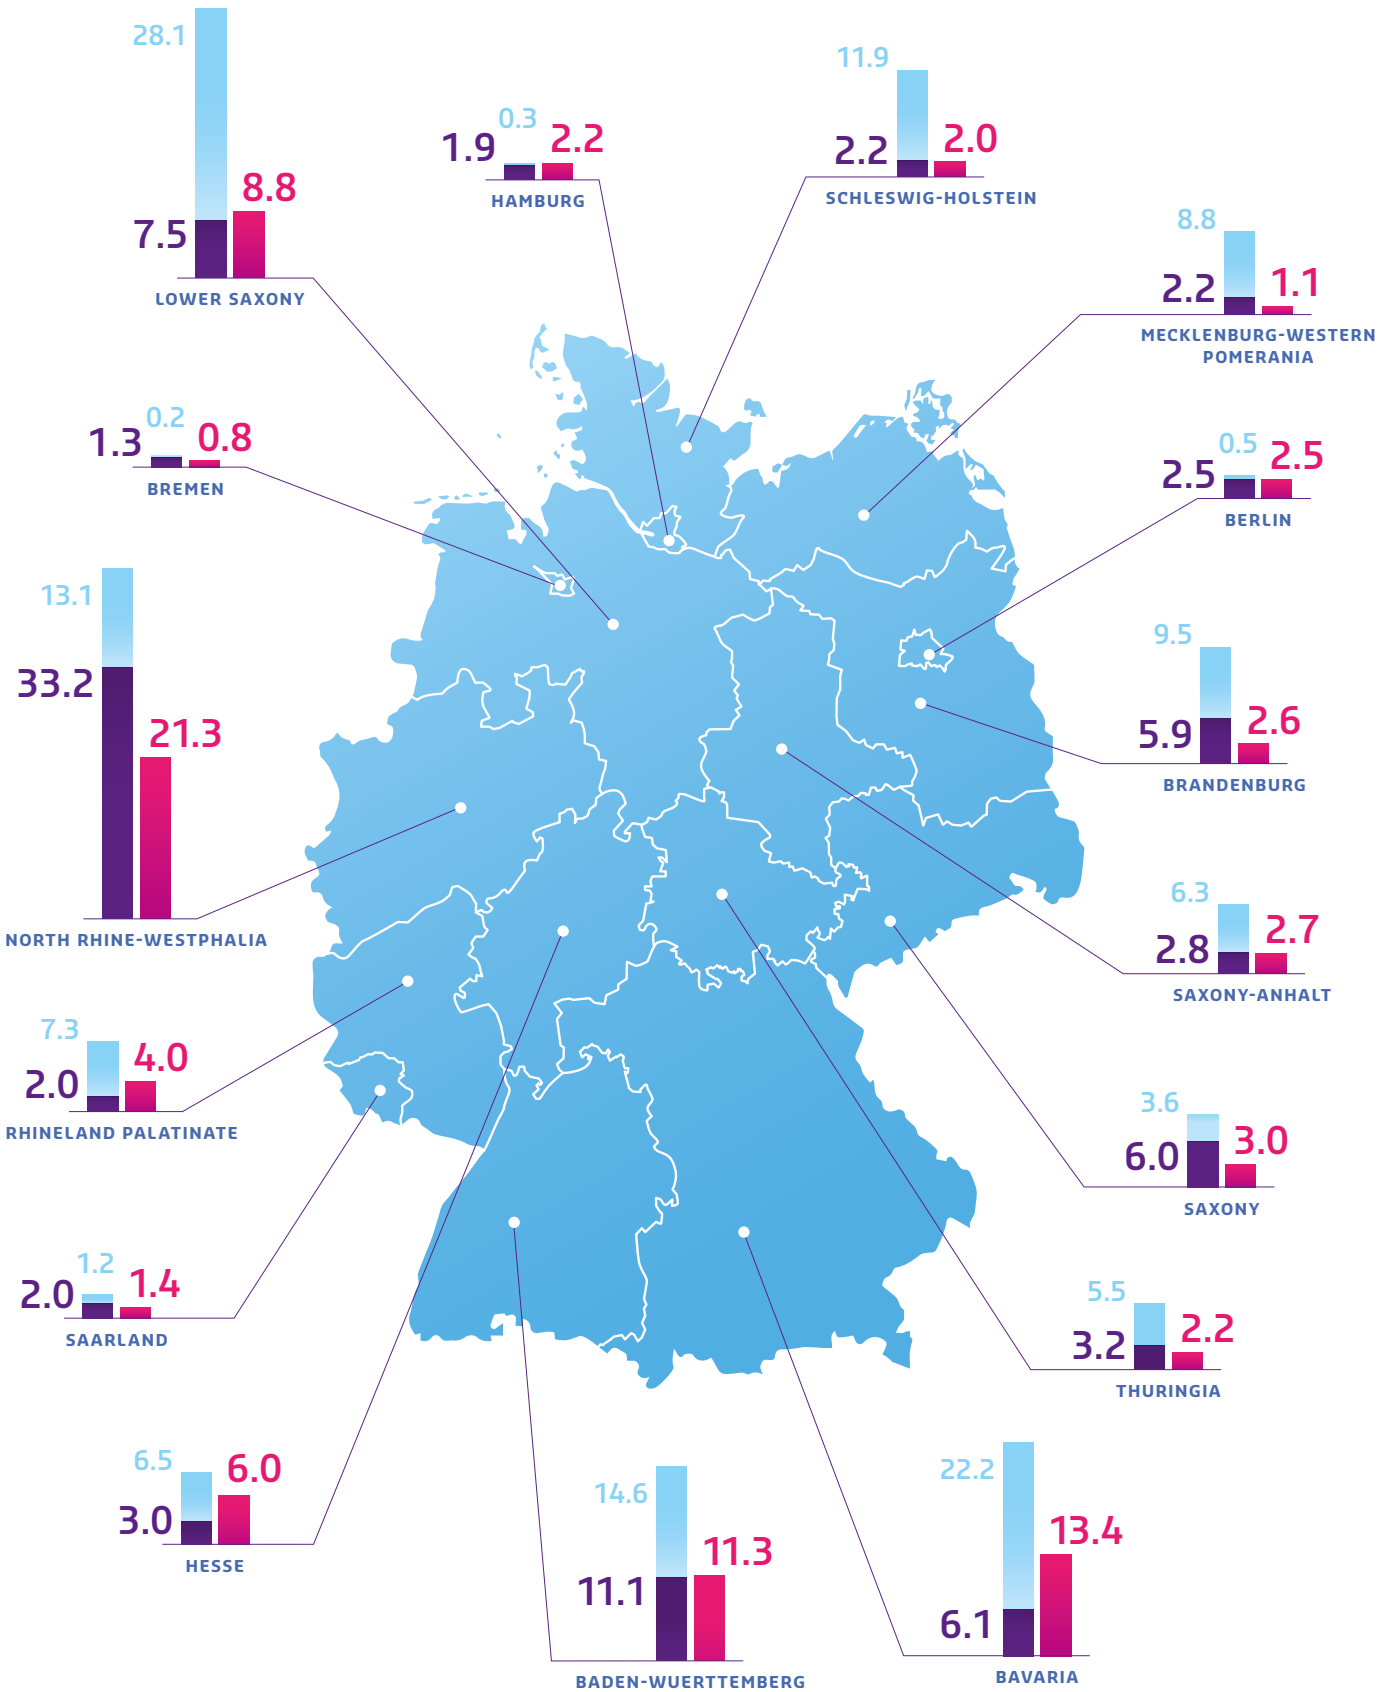 28.1
8.8
7.5
LOWER SAXONY
0.3
1.9
2.2
HAMBURG
11.9
2.2
2.0
SCHLESWIG-HOLSTEIN
8.8
2.2
1.1
MECKLENBURG-WESTERN
POMERANIA
0.2
1.3
0.8
BREMEN
0.5
2.5
2.5
BERLIN
13.1
33.2
21.3
NORTH RHINE-WESTPHALIA
9.5
5.9
2.6
BRANDENBURG
6.3
2.8
2.7
SAXONY-ANHALT
7.3
2.0
4.0
RHINELAND PALATINATE
3.6
6.0
3.0
SAXONY
1.2
2.0
1.4
SAARLAND
5.5
3.2
2.2
THURINGIA
6.5
3.0
6.0
HESSE
14.6
11.1
11.3
BADEN-WUERTTEMBERG
22.2
6.1
13.4
BAVARIA